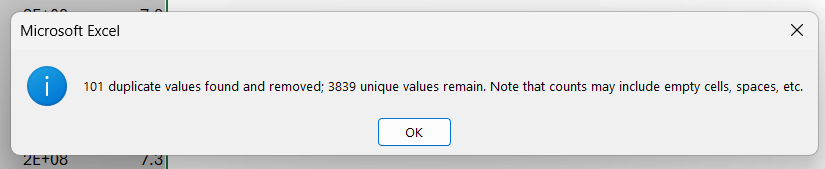 Microsoft Excel
101 duplicate values found and removed; 3839 unique values remain. Note that counts may include empty cells, spaces, etc.
OK
2E+08 7.3